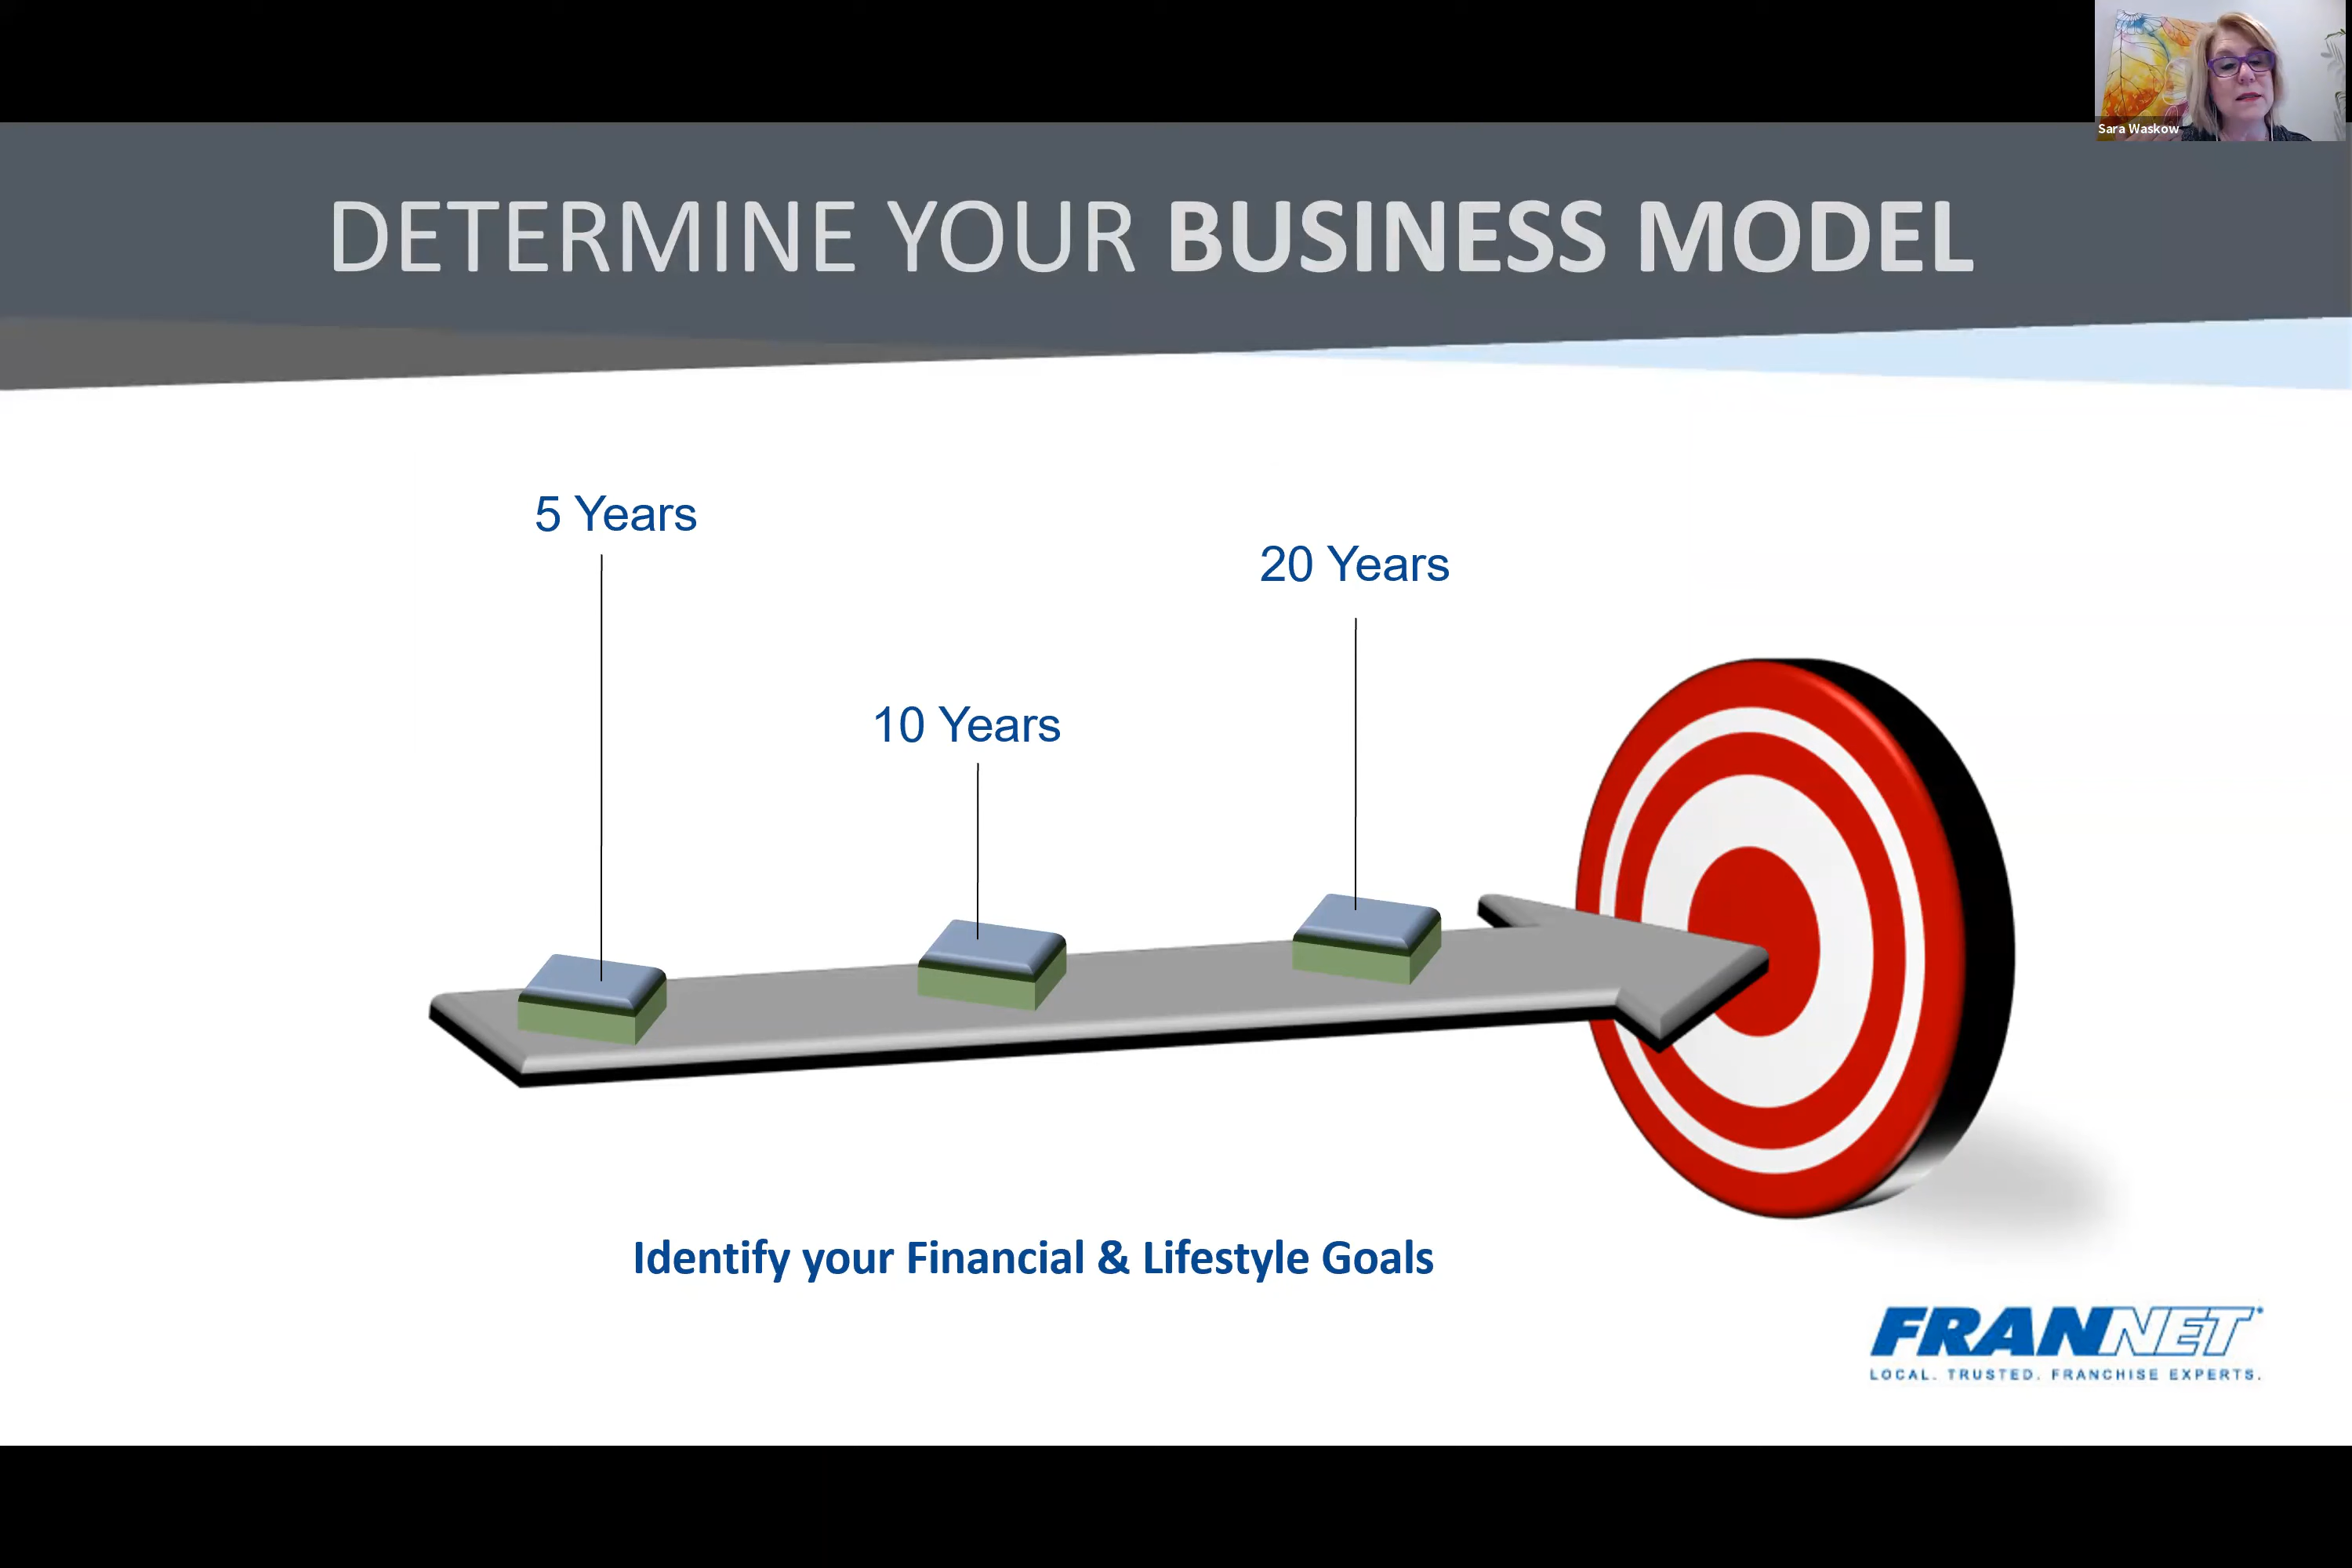 Sara Waskow
DETERMINE YOUR BUSINESS MODEL
5 Years
20 Years
10 Years
Identify your Financial & Lifestyle Goals
FRANNET
LOCAL. TRUSTED. FRANCHISE EXPERTS.